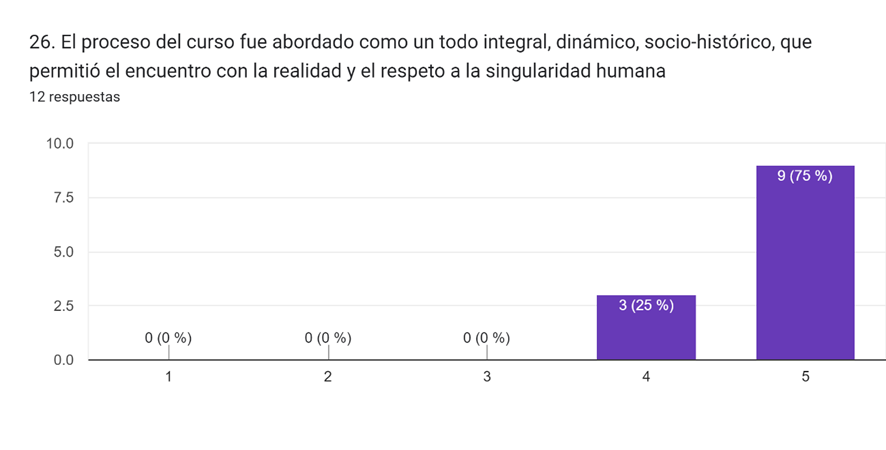 26. El proceso del curso fue abordado como un todo integral, dinámico, socio-histórico, que
permitió el encuentro con la realidad y el respeto a la singularidad humana
12 respuestas
10.0
7.5
5.0
2.5
0.0
0 (0 %)
0 (0 %)
0 (0 %)
3 (25 %)
9 (75 %)
1
2
3
4
5